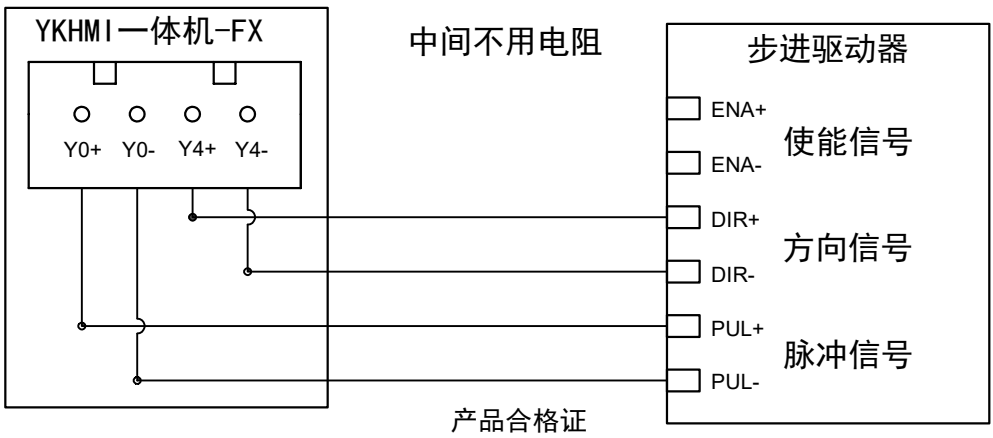 YKHMI一体机-FX
中间不用电阻
步进驱动器
Y0+ Y0- Y4+ Y4-
ENA+
使能信号
ENA-
DIR+
方向信号
DIR-
PUL+
脉冲信号
PUL-
产品合格证